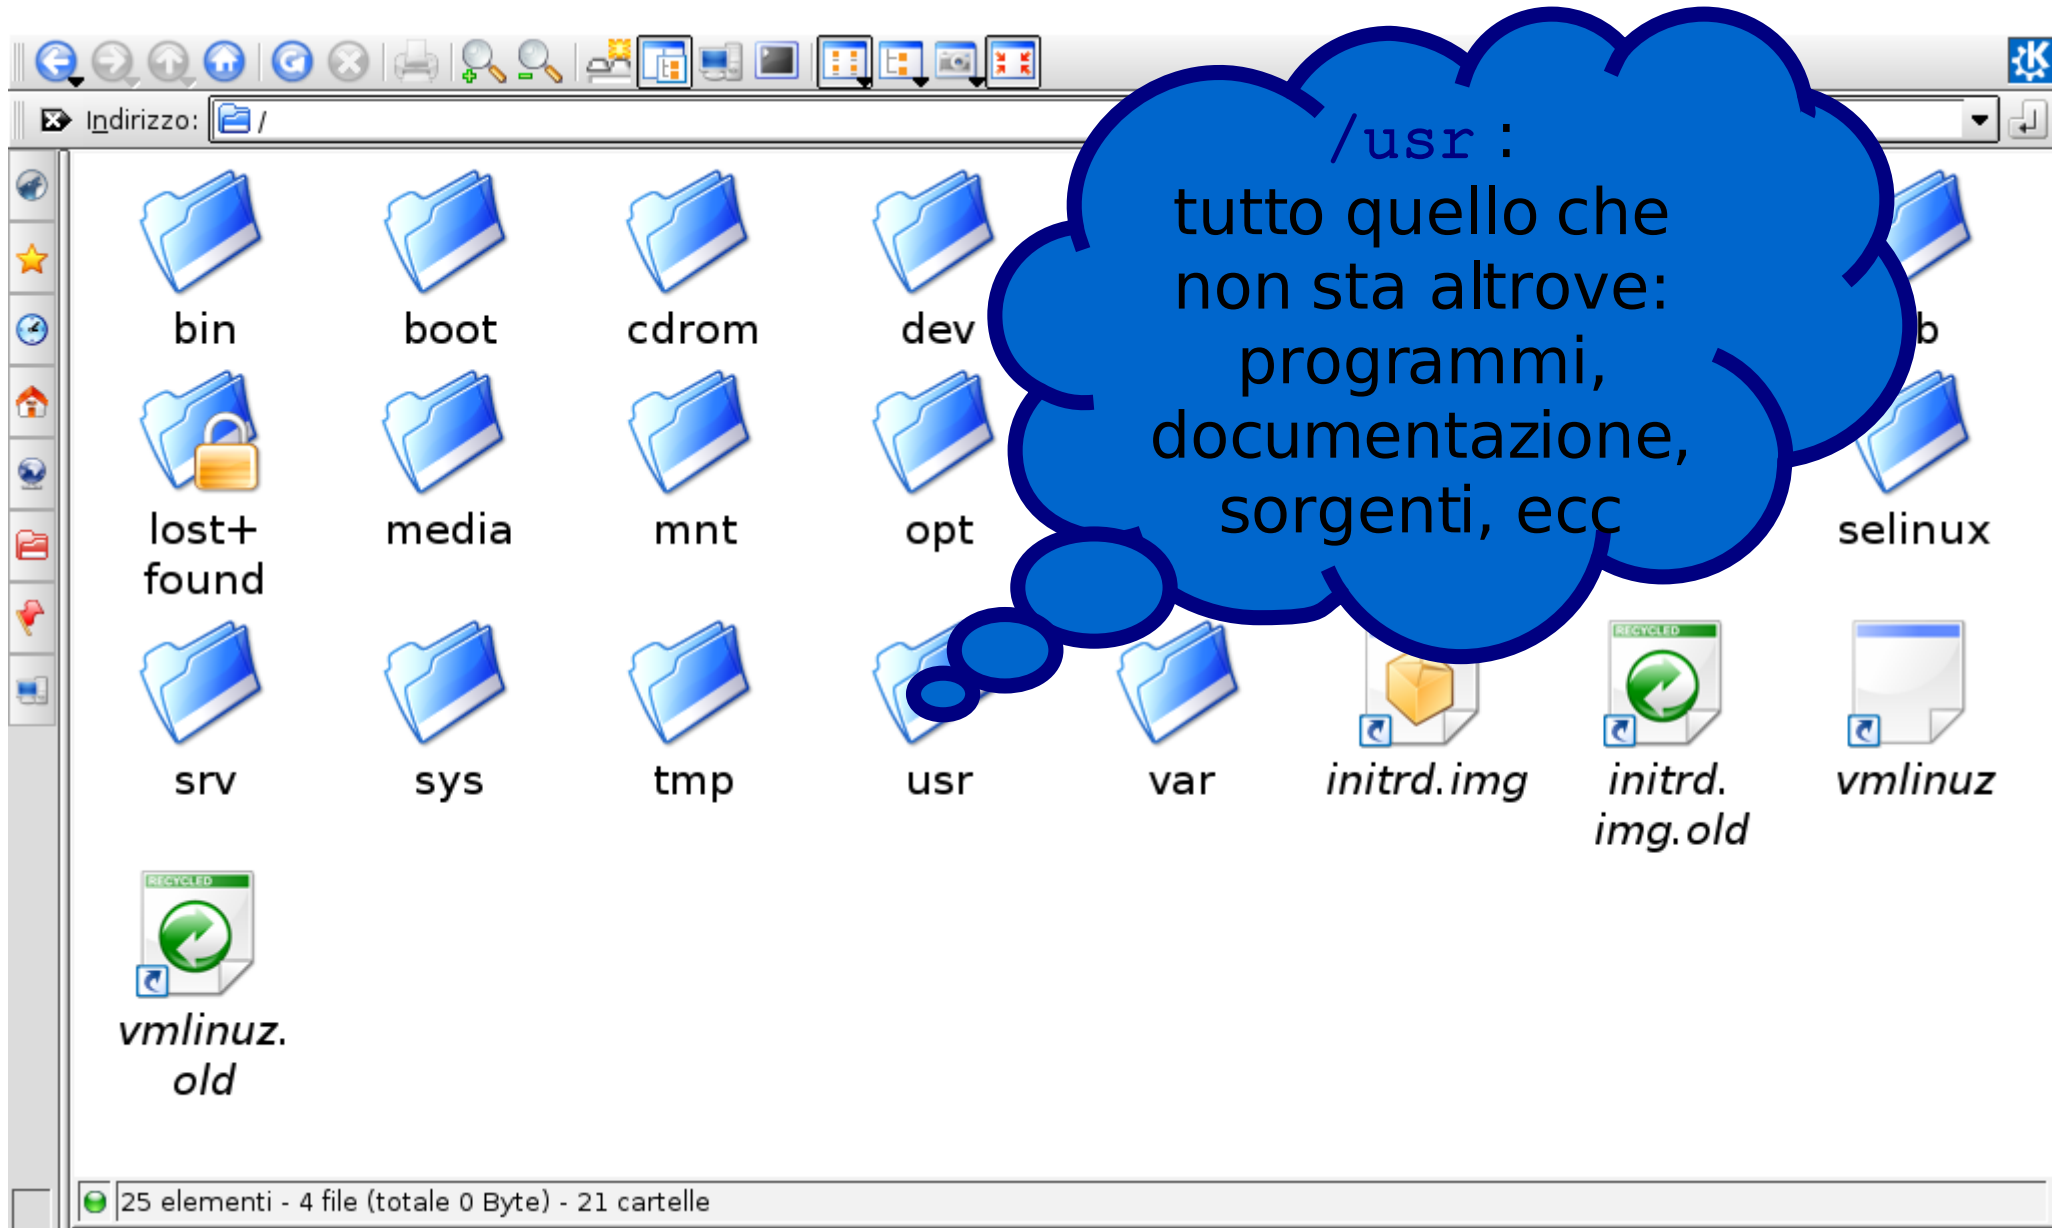 Indirizzo: /
/usr :
tutto quello che
non sta altrove:
programmi,
documentazione,
sorgenti, ecc
bin boot cdrom dev
lost+
found media mnt opt selinux
RECYCLED
srv sys tmp usr var initrd.img initrd.
img.old vmlinuz
RECYCLED
vmlinuz.
old
25 elementi - 4 file (totale 0 Byte) - 21 cartelle